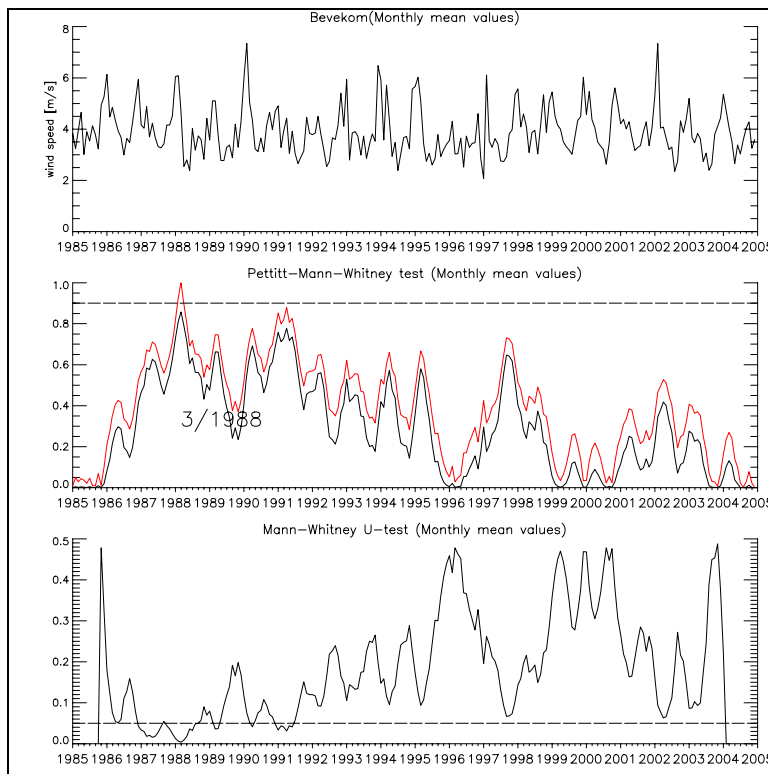 Bevekom(Monthly mean values)
wind speed [m/s]
8
6
4
2
0
1985 1986 1987 1988 1989 1990 1991 1992 1993 1994 1995 1996 1997 1998 1999 2000 2001 2002 2003 2004 2005
Pettitt-Mann-Whitney test (Monthly mean values)
1.0
0.8
0.6
0.4
0.2
0.0
3/1988
1985 1986 1987 1988 1989 1990 1991 1992 1993 1994 1995 1996 1997 1998 1999 2000 2001 2002 2003 2004 2005
Mann-Whitney U-test (Monthly mean values)
0.5
0.4
0.3
0.2
0.1
0.0
1985 1986 1987 1988 1989 1990 1991 1992 1993 1994 1995 1996 1997 1998 1999 2000 2001 2002 2003 2004 2005